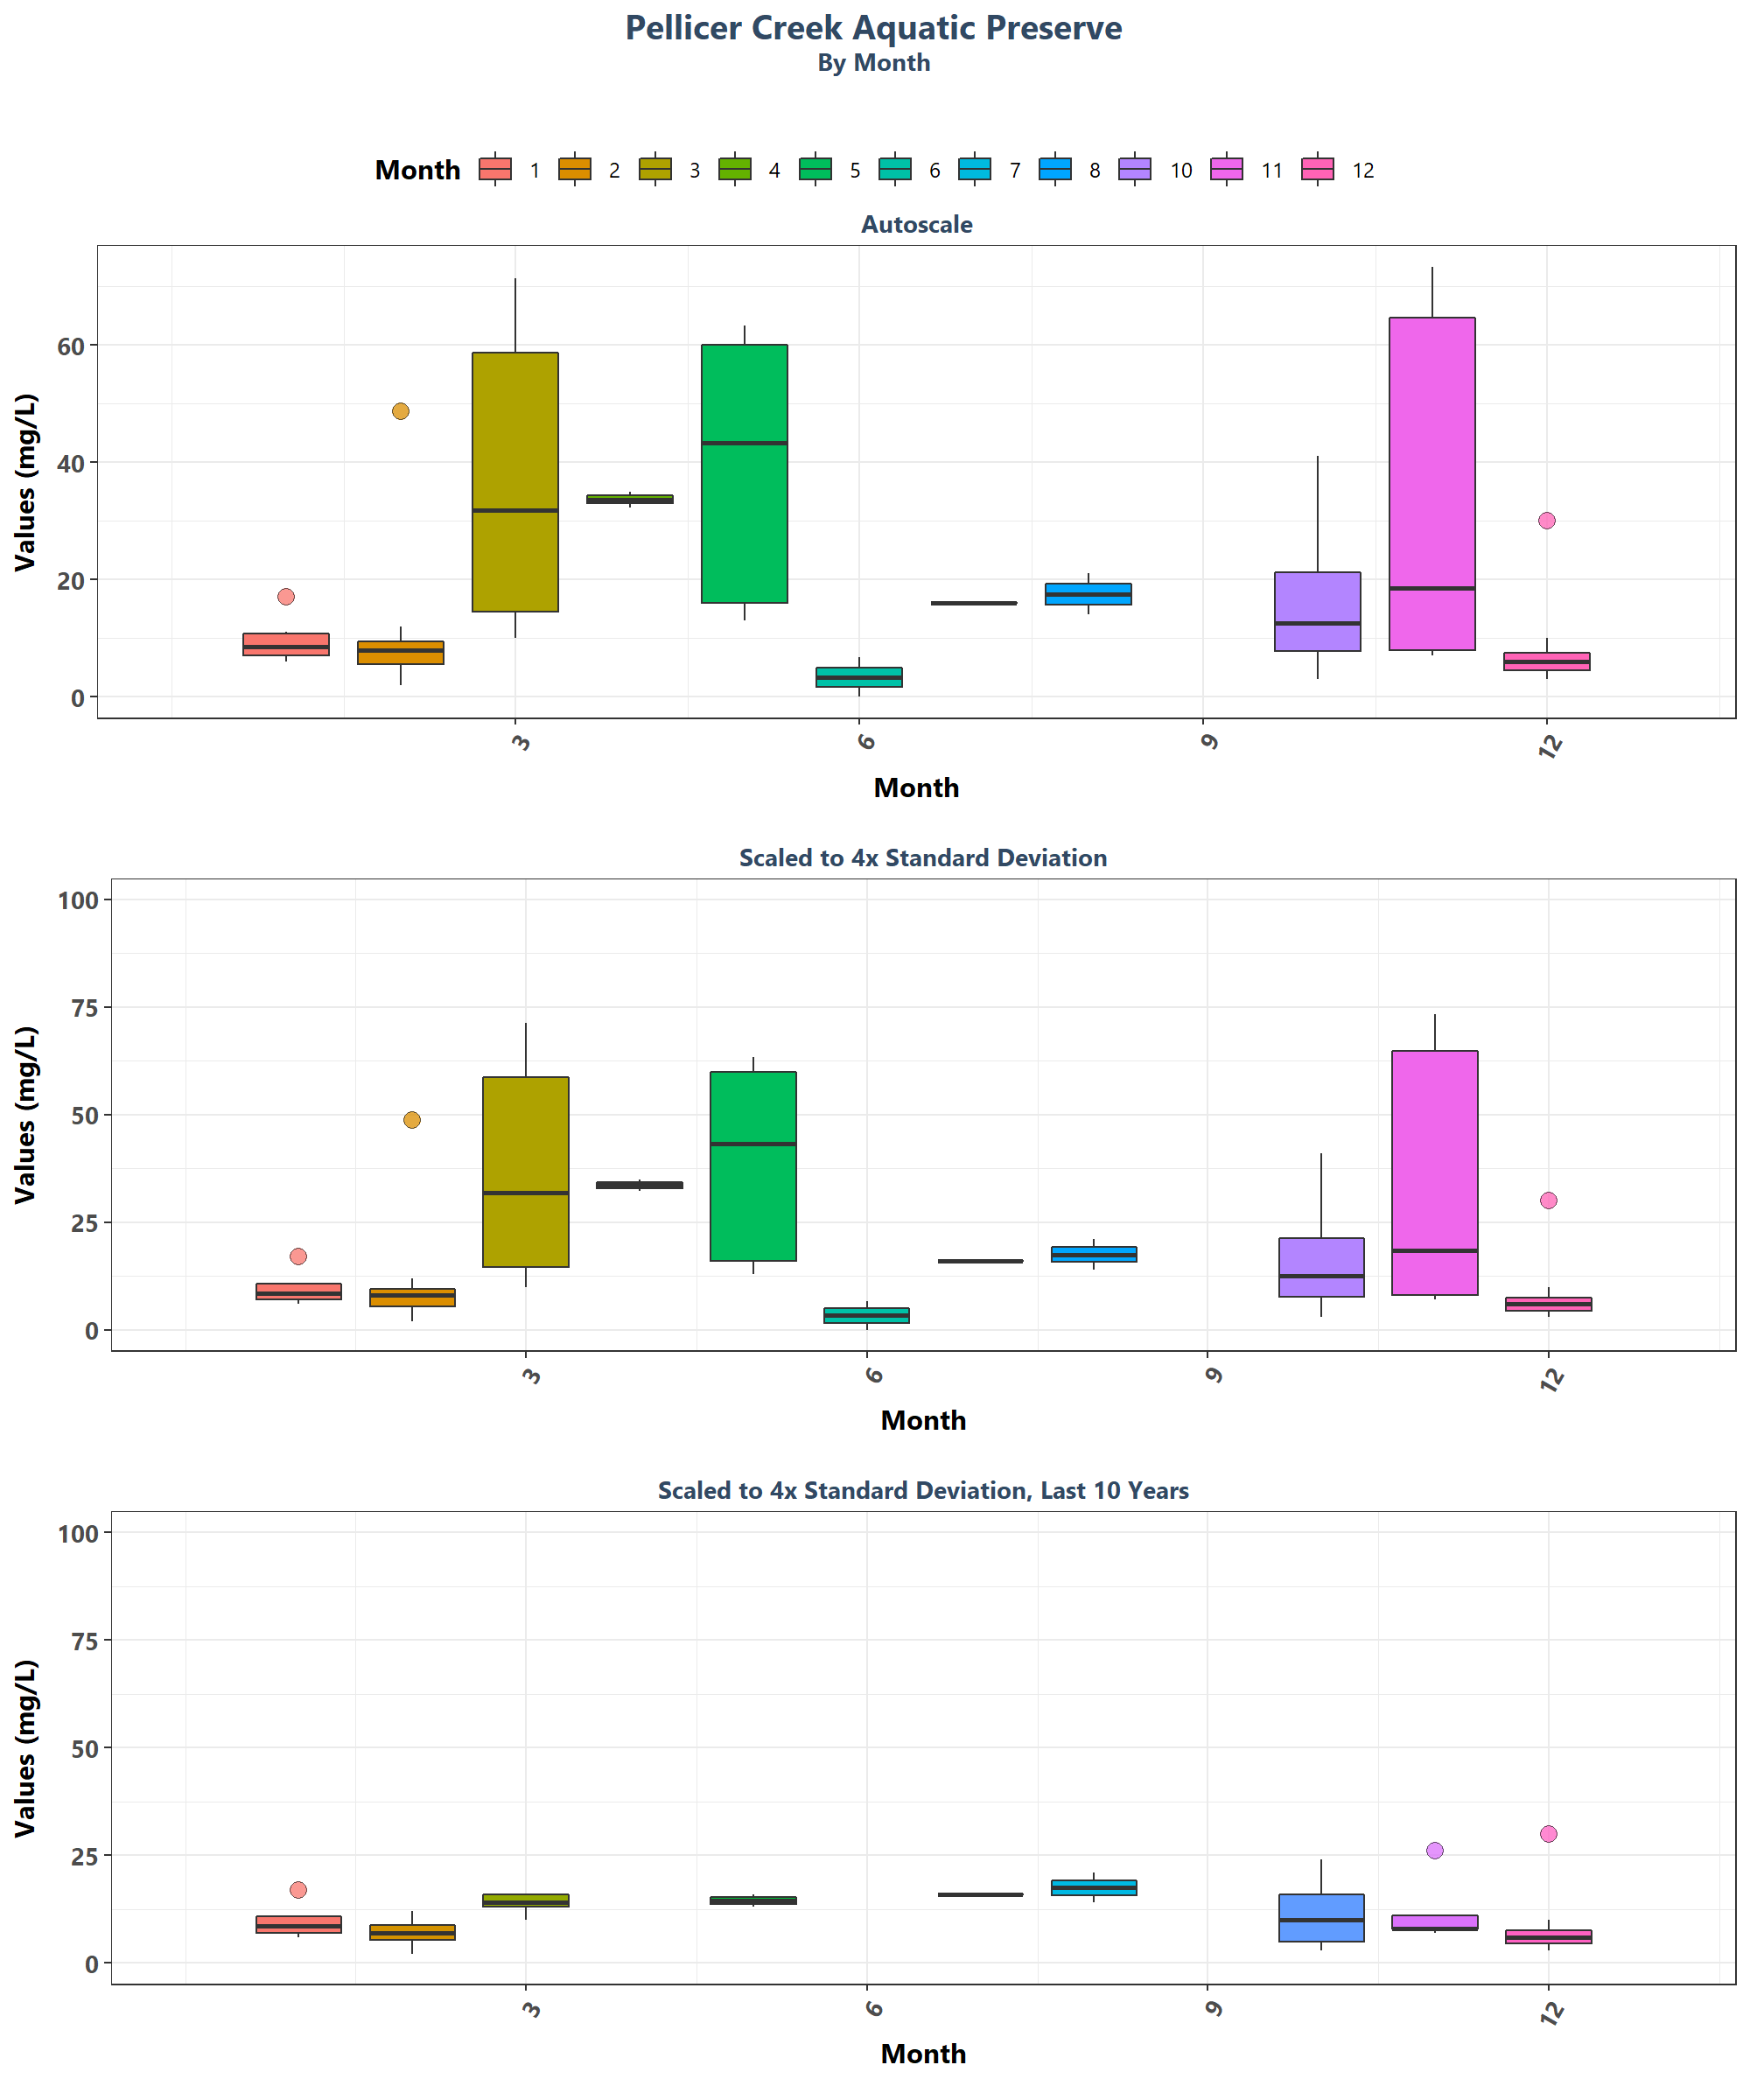 Pellicer Creek Aquatic Preserve
By Month
Month 1 2 3 4 5 6 7 8 10 11 12
Autoscale
Values (mg/L)
60
40
20
0
3 6 9 12
Month
Scaled to 4x Standard Deviation
Values (mg/L)
100
75
50
25
0
3 6 9 12
Month
Scaled to 4x Standard Deviation, Last 10 Years
Values (mg/L)
100
75
50
25
0
3 6 9 12
Month